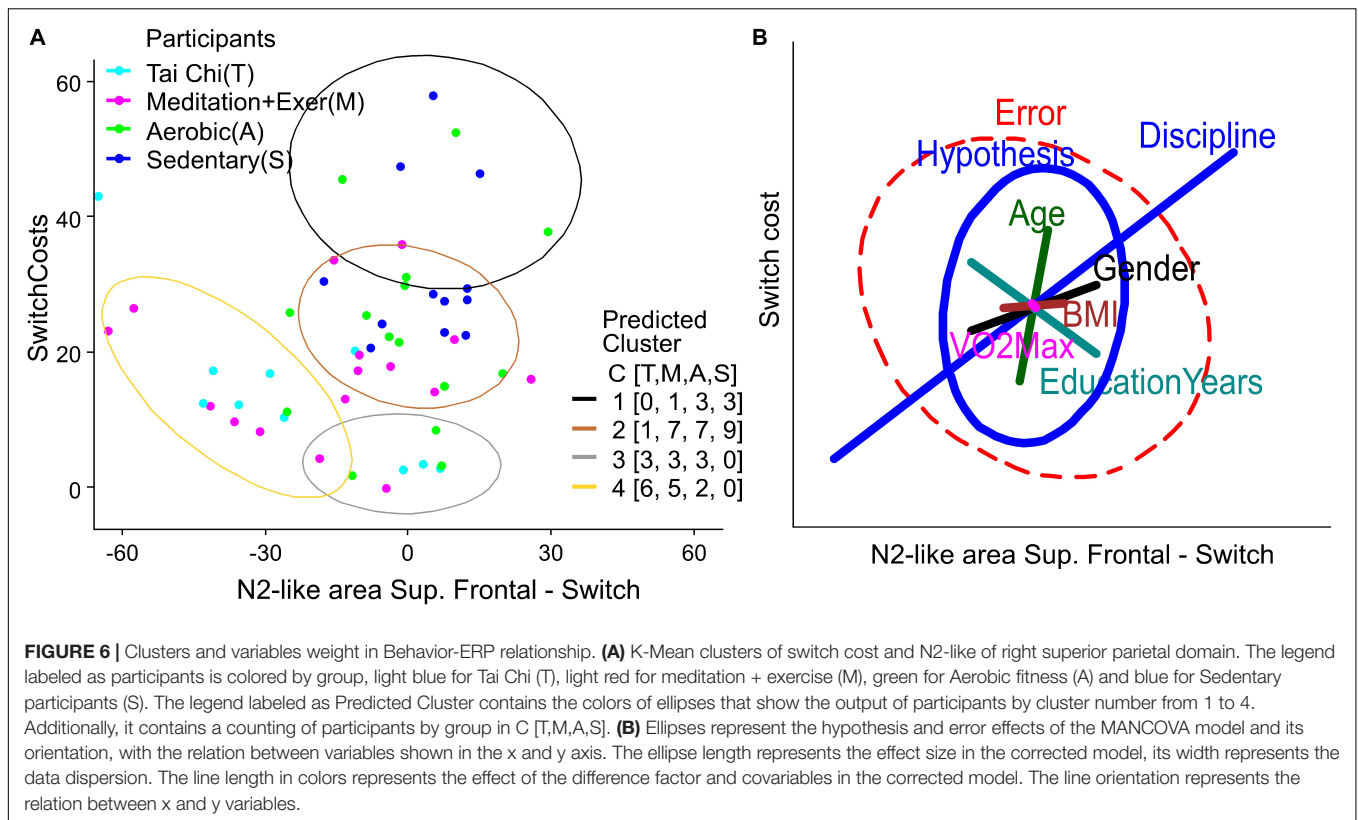 A
Participants
Tai Chi(T)
Meditation+Exer(M)
Aerobic(A)
Sedentary(S)
60
40
20
0
SwitchCosts
-60
-30
0
30
60
N2-like area Sup. Frontal - Switch
Predicted
Cluster
C [T,M,A,S]
1 [0, 1, 3, 3]
2 [1, 7, 7, 9]
3 [3, 3, 3, 0]
4 [6, 5, 2, 0]
B
Error
Hypothesis
Discipline
Age
Gender
BMI
VO2Max
EducationYears
Switch cost
N2-like area Sup. Frontal - Switch
FIGURE 6 | Clusters and variables weight in Behavior-ERP relationship. (A) K-Mean clusters of switch cost and N2-like of right superior parietal domain. The legend
labeled as participants is colored by group, light blue for Tai Chi (T), light red for meditation + exercise (M), green for Aerobic fitness (A) and blue for Sedentary
participants (S). The legend labeled as Predicted Cluster contains the colors of ellipses that show the output of participants by cluster number from 1 to 4.
Additionally, it contains a counting of participants by group in C [T,M,A,S]. (B) Ellipses represent the hypothesis and error effects of the MANCOVA model and its
orientation, with the relation between variables shown in the x and y axis. The ellipse length represents the effect size in the corrected model, its width represents the
data dispersion. The line length in colors represents the effect of the difference factor and covariables in the corrected model. The line orientation represents the
relation between x and y variables.